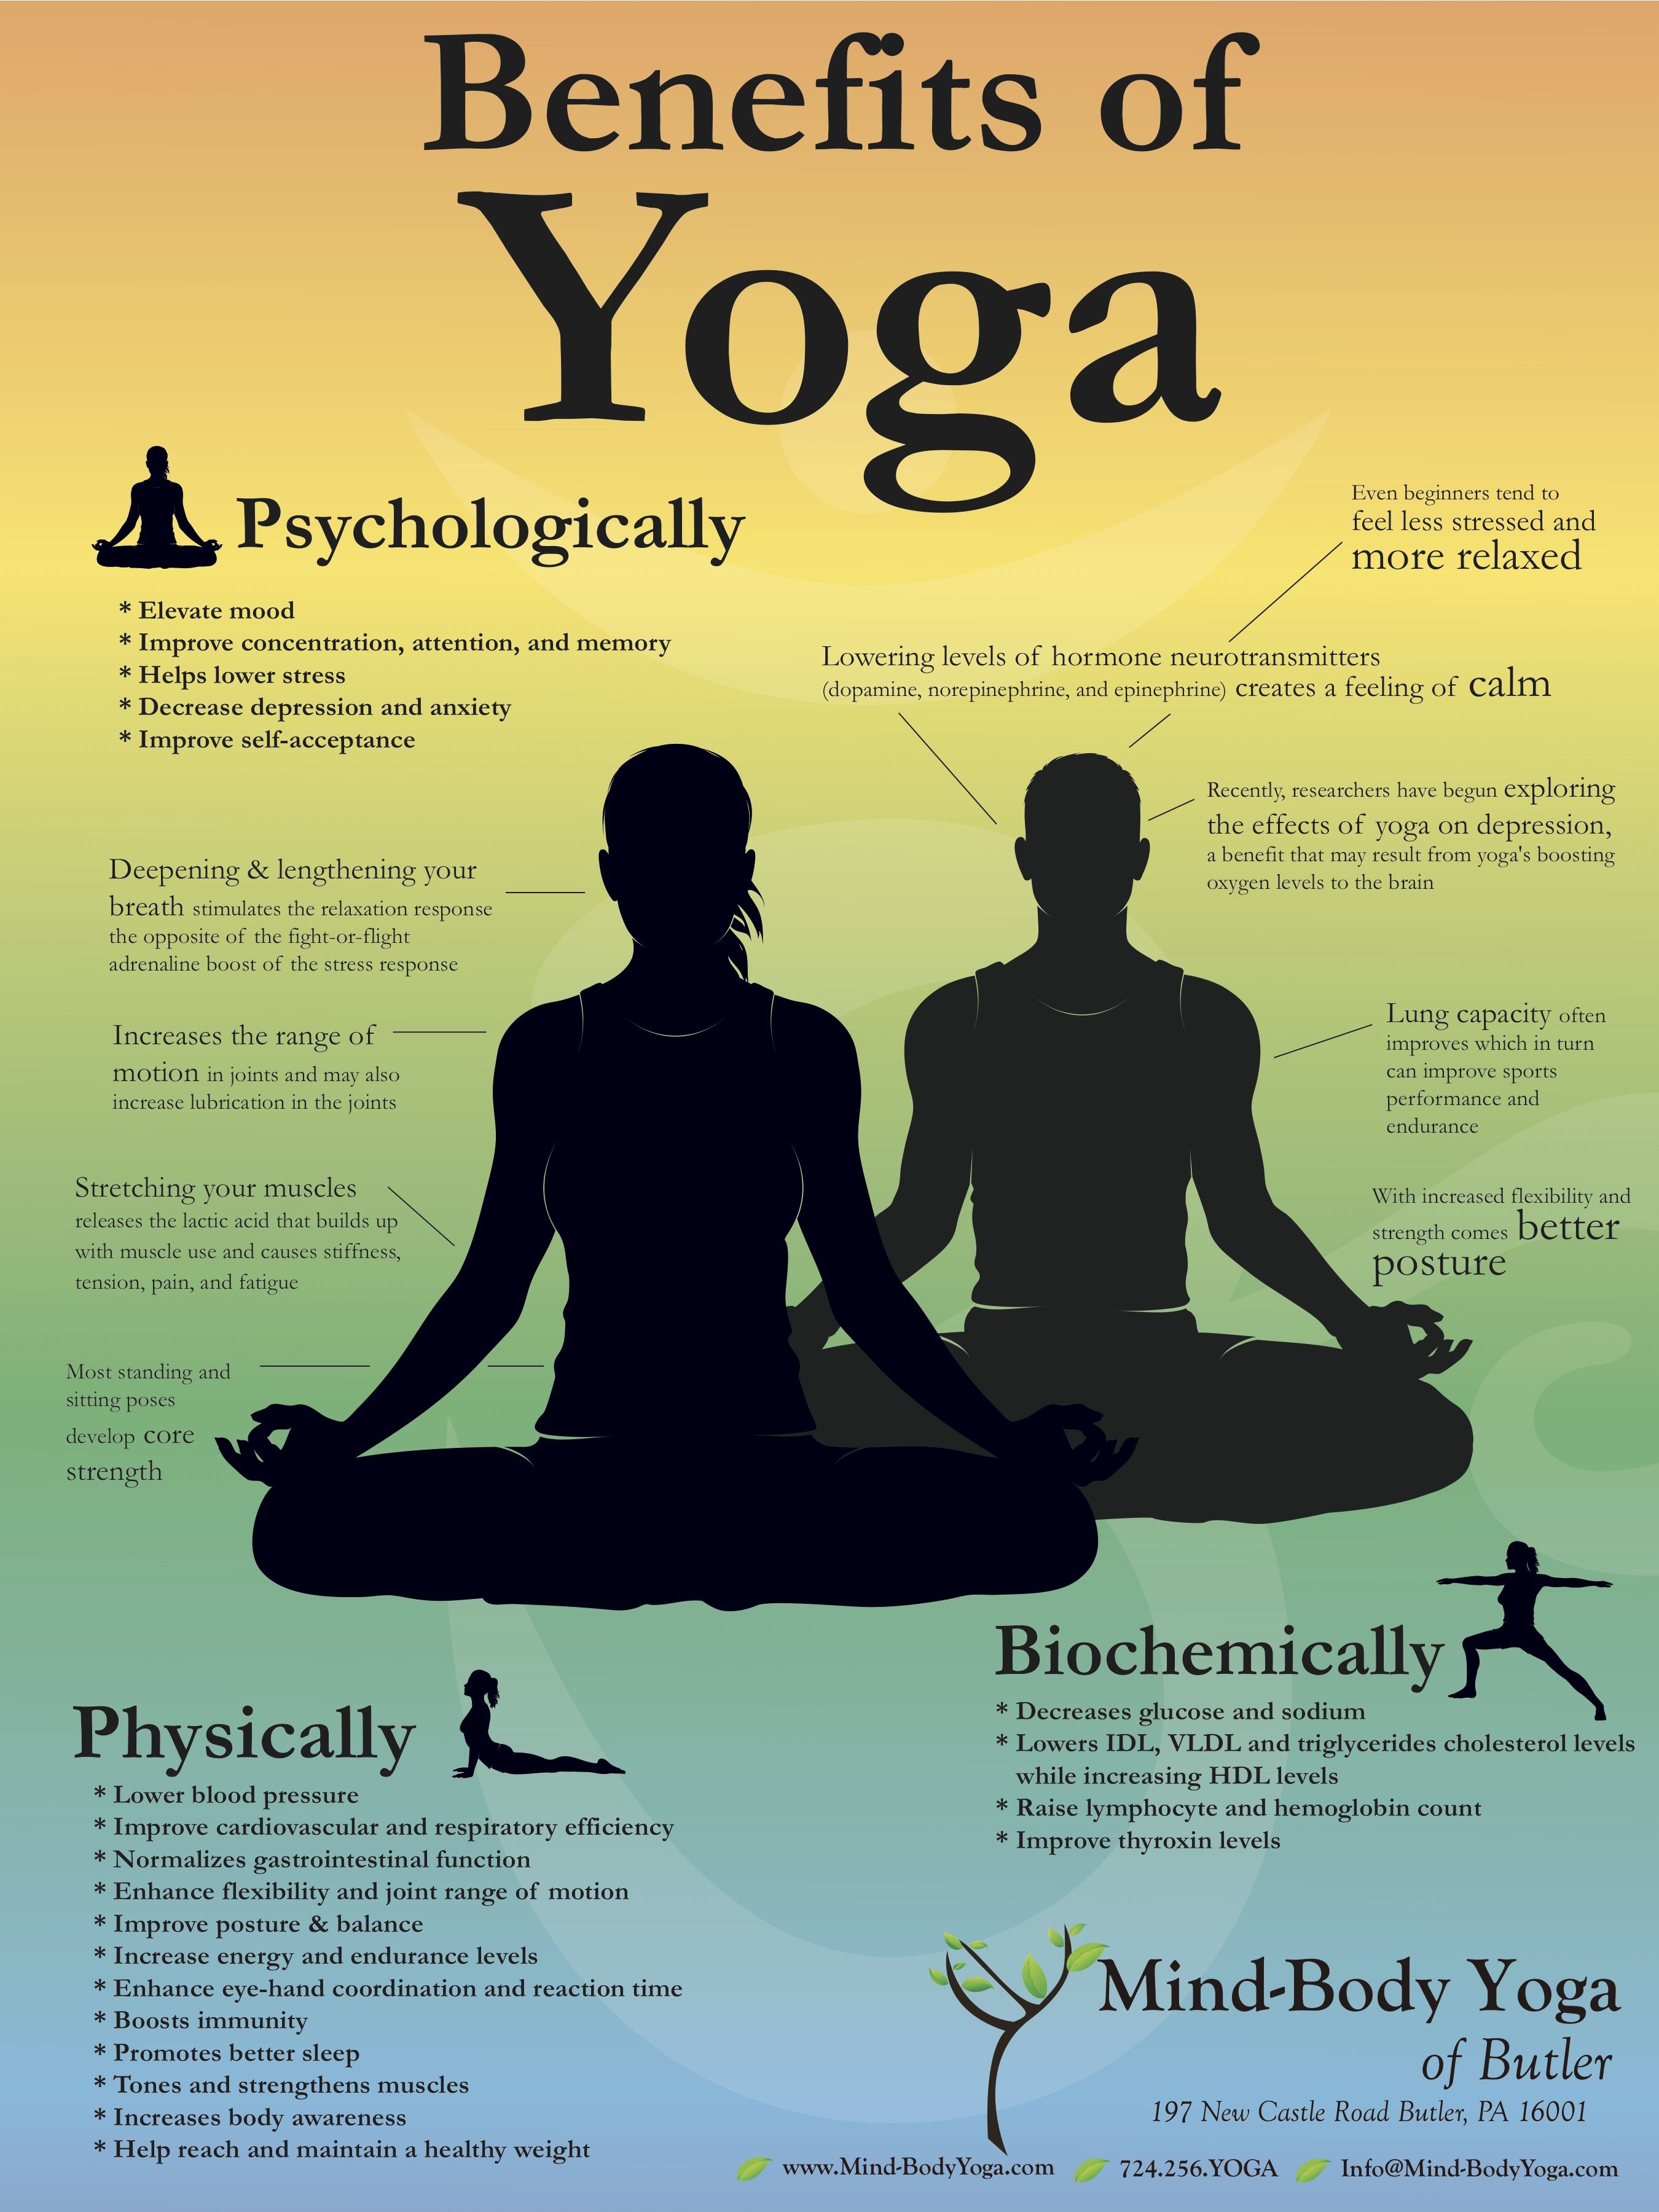 Benefits of
Yoga
Psychologically
* Elevate mood
* Improve concentration, attention, and memory
* Helps lower stress
* Decrease depression and anxiety
* Improve self-acceptance
Even beginners tend to
feel less stressed and
more relaxed
Lowering levels of hormone neurotransmitters
(dopamine, norepinephrine, and epinephrine) creates a feeling of calm
Recently, researchers have begun exploring
the effects of yoga on depression,
a benefit that may result from yoga's boosting
oxygen levels to the brain
Deepening & lengthening your
breath stimulates the relaxation response
the opposite of the fight-or-flight
adrenaline boost of the stress response
Increases the range of
motion in joints and may also
increase lubrication in the joints
Lung capacity often
improves which in turn
can improve sports
performance and
endurance
Stretching your muscles
releases the lactic acid that builds up
with muscle use and causes stiffness,
tension, pain, and fatigue
With increased flexibility and
strength comes better
posture
Most standing and
sitting poses
develop core
strength
Biochemically
* Decreases glucose and sodium
* Lowers IDL, VLDL and triglycerides cholesterol levels
while increasing HDL levels
* Raise lymphocyte and hemoglobin count
* Improve thyroxin levels
Physically
* Lower blood pressure
* Improve cardiovascular and respiratory efficiency
* Normalizes gastrointestinal function
* Enhance flexibility and joint range of motion
* Improve posture & balance
* Increase energy and endurance levels
* Enhance eye-hand coordination and reaction time
* Boosts immunity
* Promotes better sleep
* Tones and strengthens muscles
* Increases body awareness
* Help reach and maintain a healthy weight
Mind-Body Yoga
of Butler
197 New Castle Road Butler, PA 16001
www.Mind-BodyYoga.com 724.256.YOGA Info@Mind-BodyYoga.com